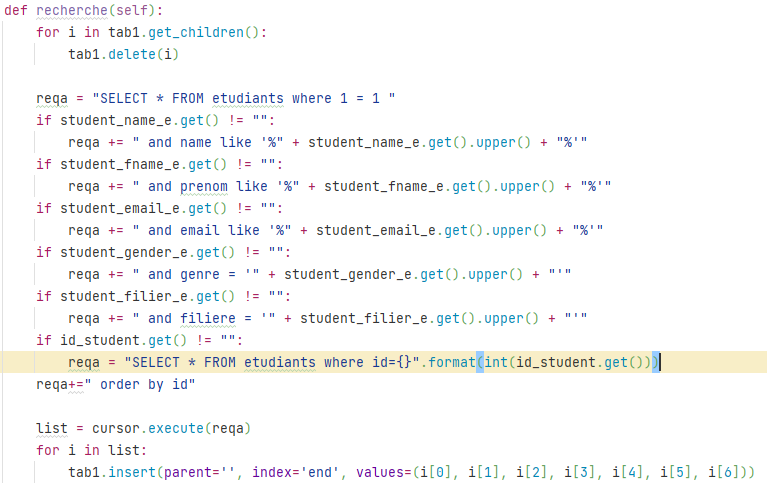 def recherche(self):
    for i in tab1.get_children():
        tab1.delete(i)

    reqa = "SELECT * FROM etudiants where 1 = 1 "
    if student_name_e.get() != "":
        reqa += " and name like '%" + student_name_e.get().upper() + "%'"
    if student_fname_e.get() != "":
        reqa += " and prenom like '%" + student_fname_e.get().upper() + "%'"
    if student_email_e.get() != "":
        reqa += " and email like '%" + student_email_e.get().upper() + "%'"
    if student_gender_e.get() != "":
        reqa += " and genre = '" + student_gender_e.get().upper() + "'"
    if student_filier_e.get() != "":
        reqa += " and filiere = '" + student_filier_e.get().upper() + "'"
    if id_student.get() != "":
        reqa = "SELECT * FROM etudiants where id={}".format(int(id_student.get()))
    reqa+=" order by id"

    list = cursor.execute(reqa)
    for i in list:
        tab1.insert(parent='', index='end', values=(i[0], i[1], i[2], i[3], i[4], i[5], i[6]))